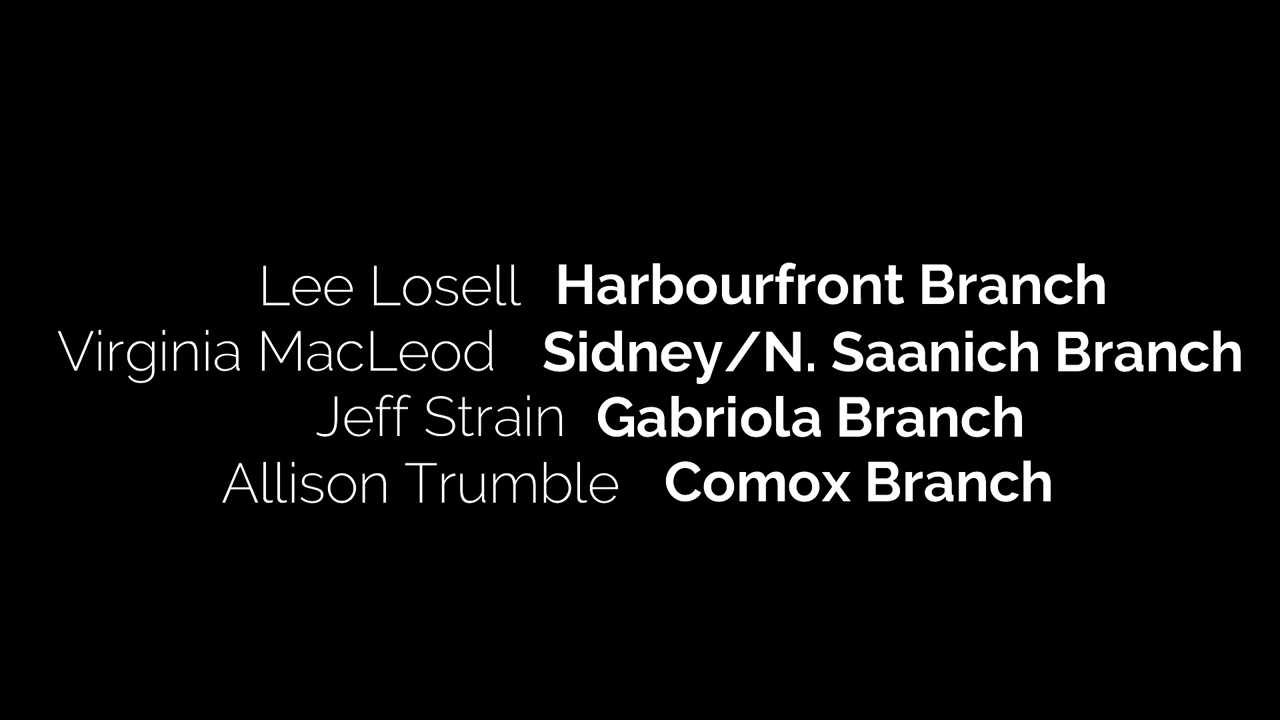 Lee Losell Harbourfront Branch
Virginia MacLeod Sidney/N. Saanich Branch
Jeff Strain Gabriola Branch
Allison Trumble Comox Branch